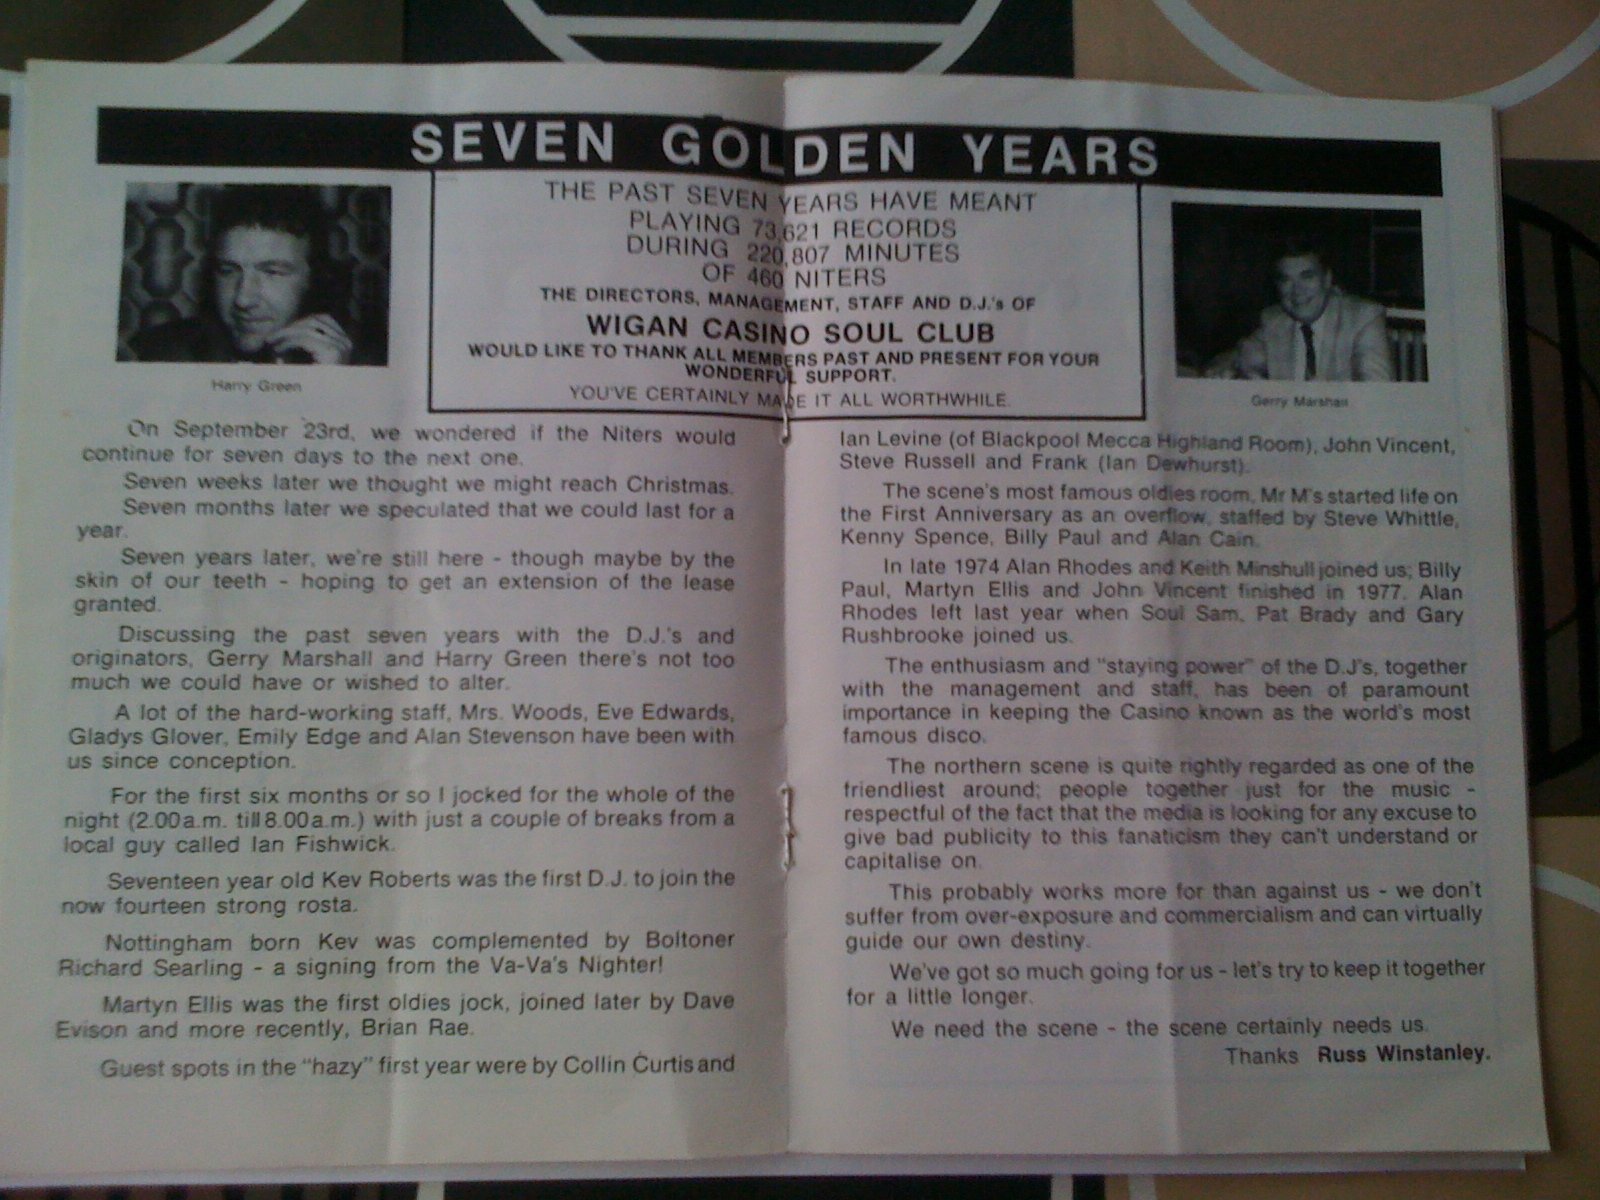 SEVEN GOLDEN YEARS
THE PAST SEVEN YEARS HAVE MEANT
PLAYING 73,621 RECORDS
DURING 220,807 MINUTES
OF 460 NITERS
THE DIRECTORS, MANAGEMENT, STAFF AND D.J.'s OF
WIGAN CASINO SOUL CLUB
WOULD LIKE TO THANK ALL MEMBERS PAST AND PRESENT FOR YOUR
WONDERFUL SUPPORT.
YOU'VE CERTAINLY MADE IT ALL WORTHWHILE.
Harry Green
Gerry Marshall
On September 23rd, we wondered if the Niters would
continue for seven days to the next one.
Seven weeks later we thought we might reach Christmas.
Seven months later we speculated that we could last for a
year.
Seven years later, we're still here - though maybe by the
skin of our teeth - hoping to get an extension of the lease
granted.
Discussing the past seven years with the D.J.'s and
originators, Gerry Marshall and Harry Green there's not too
much we could have or wished to alter.
A lot of the hard-working staff, Mrs. Woods, Eve Edwards,
Gladys Glover, Emily Edge and Alan Stevenson have been with
us since conception.
For the first six months or so I jocked for the whole of the
night (2.00a.m. till 8.00a.m.) with just a couple of breaks from a
local guy called Ian Fishwick.
Seventeen year old Kev Roberts was the first D.J. to join the
now fourteen strong rosta.
Nottingham born Kev was complemented by Boltoner
Richard Searling - a signing from the Va-Va's Nighter!
Martyn Ellis was the first oldies jock, joined later by Dave
Evison and more recently, Brian Rae.
Guest spots in the "hazy" first year were by Collin Curtis and
Ian Levine (of Blackpool Mecca Highland Room), John Vincent,
Steve Russell and Frank (Ian Dewhurst).
The scene's most famous oldies room, Mr M's started life on
the First Anniversary as an overflow, staffed by Steve Whittle,
Kenny Spence, Billy Paul and Alan Cain.
In late 1974 Alan Rhodes and Keith Minshull joined us; Billy
Paul, Martyn Ellis and John Vincent finished in 1977. Alan
Rhodes left last year when Soul Sam, Pat Brady and Gary
Rushbrooke joined us.
The enthusiasm and "staying power" of the D.J's, together
with the management and staff, has been of paramount
importance in keeping the Casino known as the world's most
famous disco.
The northern scene is quite rightly regarded as one of the
friendliest around; people together just for the music -
respectful of the fact that the media is looking for any excuse to
give bad publicity to this fanaticism they can't understand or
capitalise on.
This probably works more for than against us - we don't
suffer from over-exposure and commercialism and can virtually
guide our own destiny.
We've got so much going for us - let's try to keep it together
for a little longer.
We need the scene - the scene certainly needs us.
Thanks Russ Winstanley.